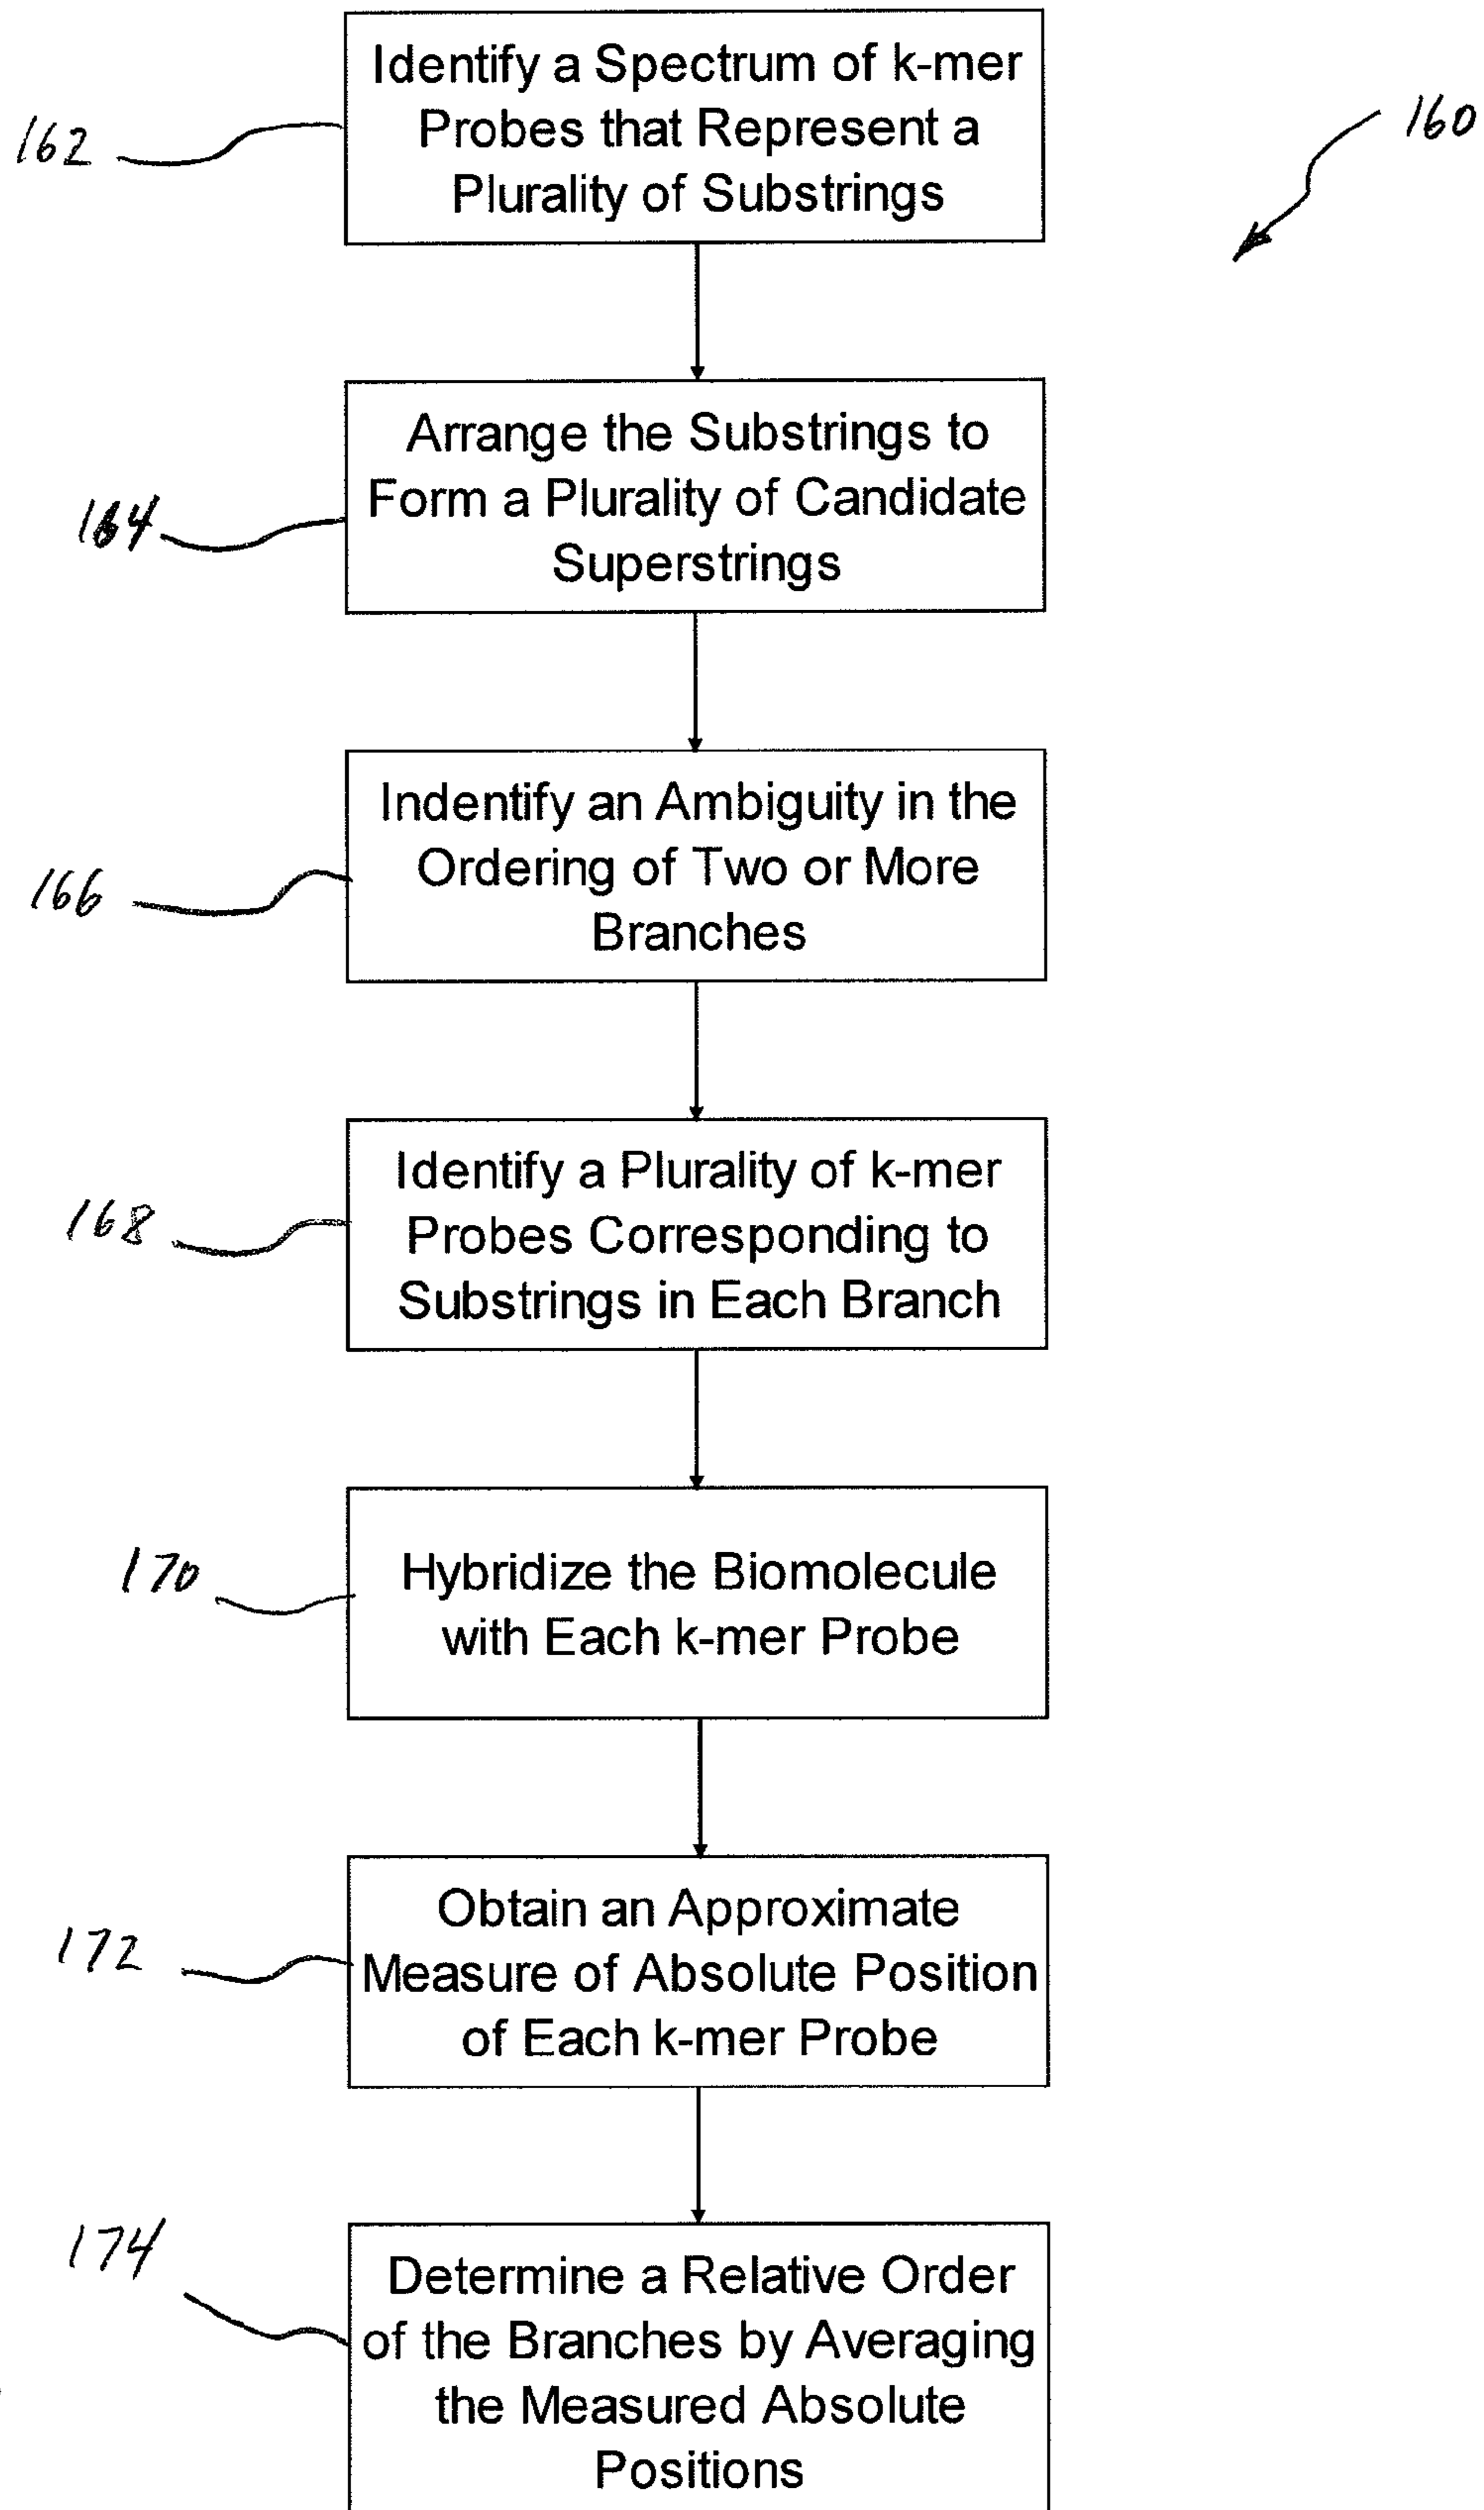 Identify a Spectrum of k-mer
Probes that Represent a
Plurality of Substrings
162
160
Arrange the Substrings to
Form a Plurality of Candidate
Superstrings
164
Indentify an Ambiguity in the
Ordering of Two or More
Branches
166
Identify a Plurality of k-mer
Probes Corresponding to
Substrings in Each Branch
168
Hybridize the Biomolecule
with Each k-mer Probe
170
Obtain an Approximate
Measure of Absolute Position
of Each k-mer Probe
172
Determine a Relative Order
of the Branches by Averaging
the Measured Absolute
Positions
174